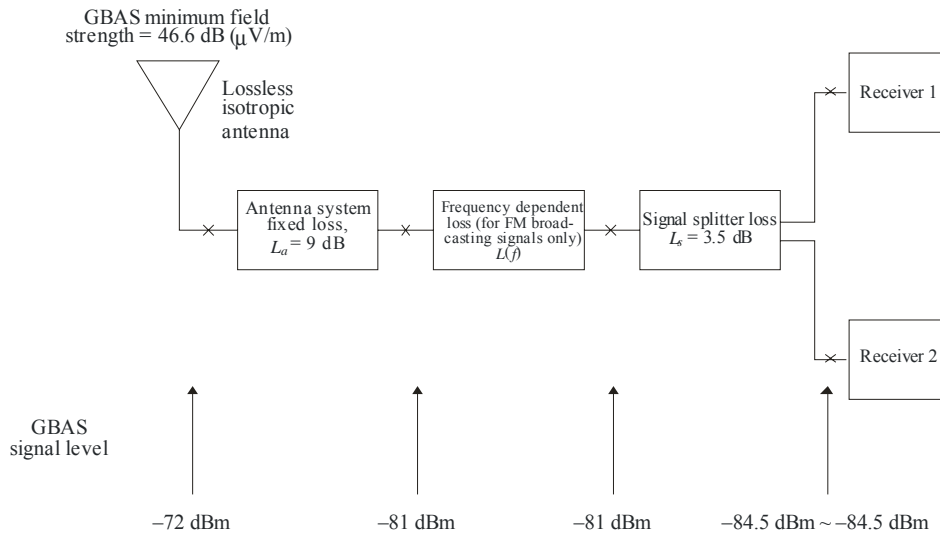 GBAS minimum field
strength = 46.6 dB (μV/m)
Lossless
isotropic
antenna
Receiver 1
Antenna system
fixed loss,
La = 9 dB
Frequency dependent
loss (for FM broad-
casting signals only)
L(f)
Signal splitter loss
Ls = 3.5 dB
Receiver 2
GBAS
signal level
–72 dBm
–81 dBm
–81 dBm
–84.5 dBm ~ –84.5 dBm